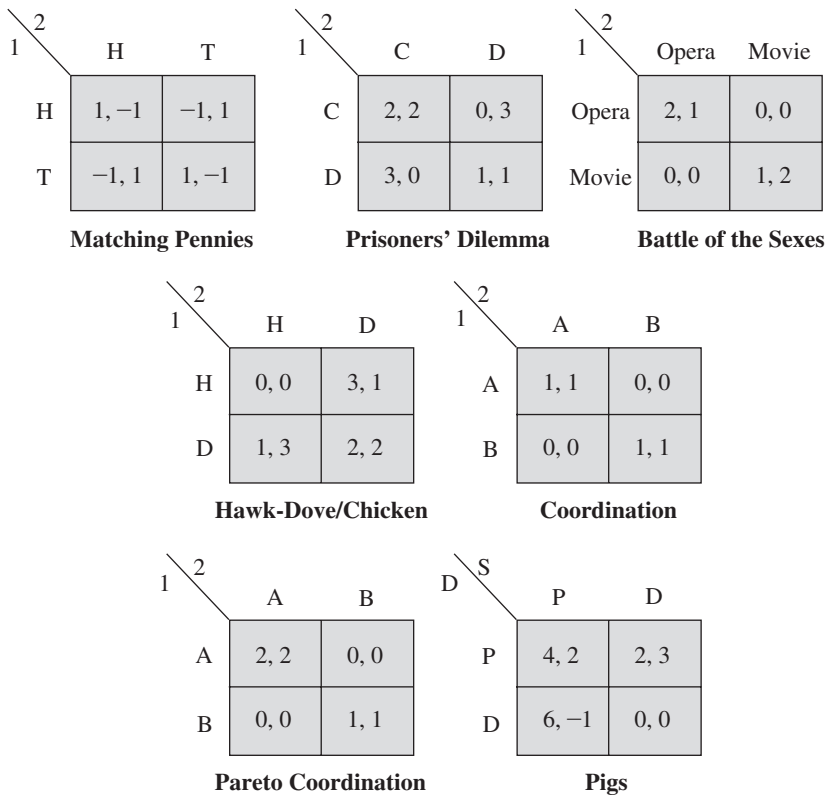 2 2 2
1 1 1
H T C D Opera Movie
H 1, −1 −1, 1 C 2, 2 0, 3 Opera 2, 1 0, 0
T −1, 1 1, −1 D 3, 0 1, 1 Movie 0, 0 1, 2
Matching Pennies Prisoners’ Dilemma Battle of the Sexes
2 2
1 1
H D A B
H 0, 0 3, 1 A 1, 1 0, 0
D 1, 3 2, 2 B 0, 0 1, 1
Hawk-Dove/Chicken Coordination
2 S
1 D
A B P D
A 2, 2 0, 0 P 4, 2 2, 3
B 0, 0 1, 1 D 6, −1 0, 0
Pareto Coordination Pigs